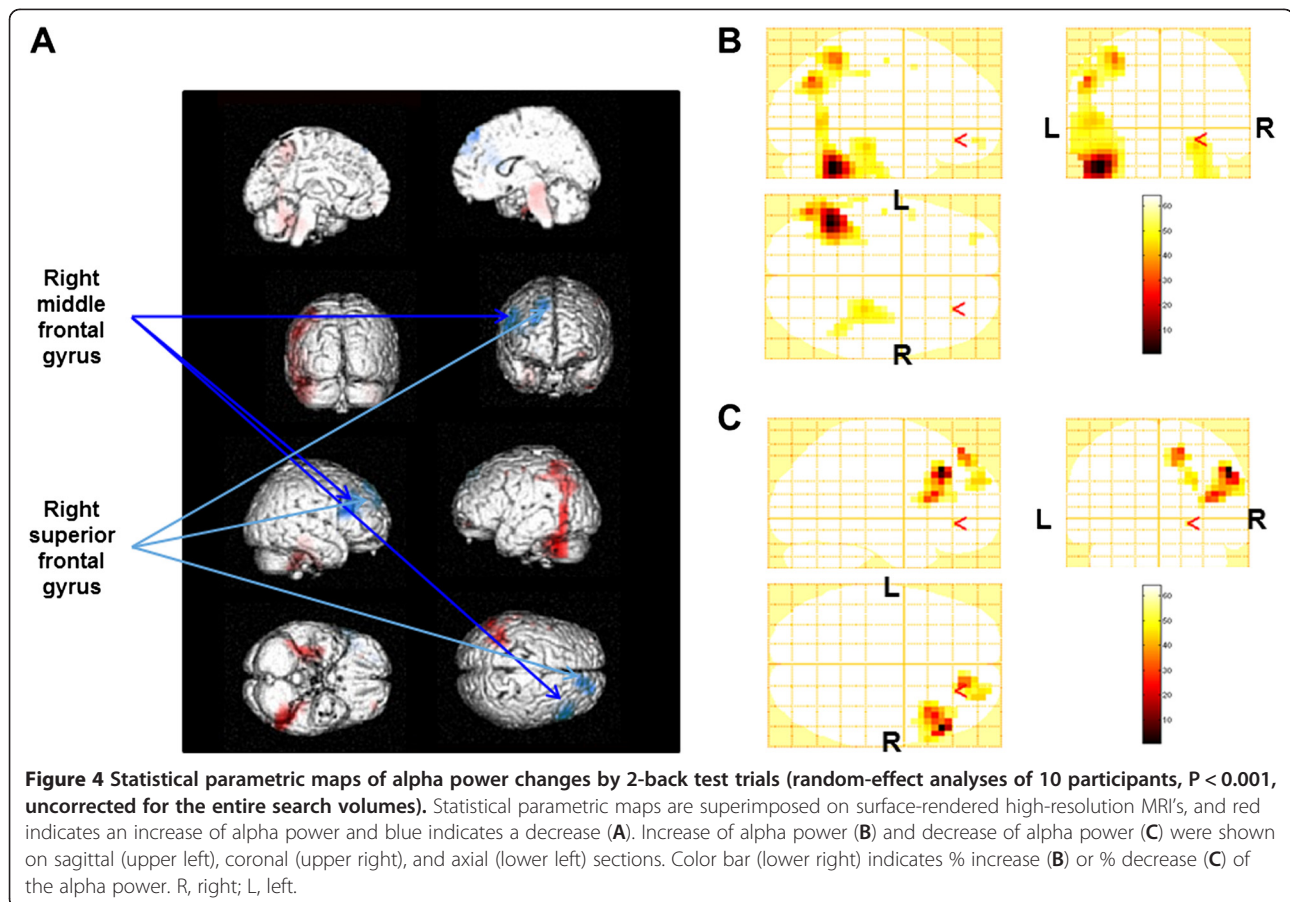 A
B
L
R
<
<
60
50
40
30
20
10
L
<
R
Right
middle
frontal
gyrus
Right
superior
frontal
gyrus
C
<
L
<
R
L
<
R
60
50
40
30
20
10
Figure 4 Statistical parametric maps of alpha power changes by 2-back test trials (random-effect analyses of 10 participants, P < 0.001,
uncorrected for the entire search volumes). Statistical parametric maps are superimposed on surface-rendered high-resolution MRI's, and red
indicates an increase of alpha power and blue indicates a decrease (A). Increase of alpha power (B) and decrease of alpha power (C) were shown
on sagittal (upper left), coronal (upper right), and axial (lower left) sections. Color bar (lower right) indicates % increase (B) or % decrease (C) of
the alpha power. R, right; L, left.